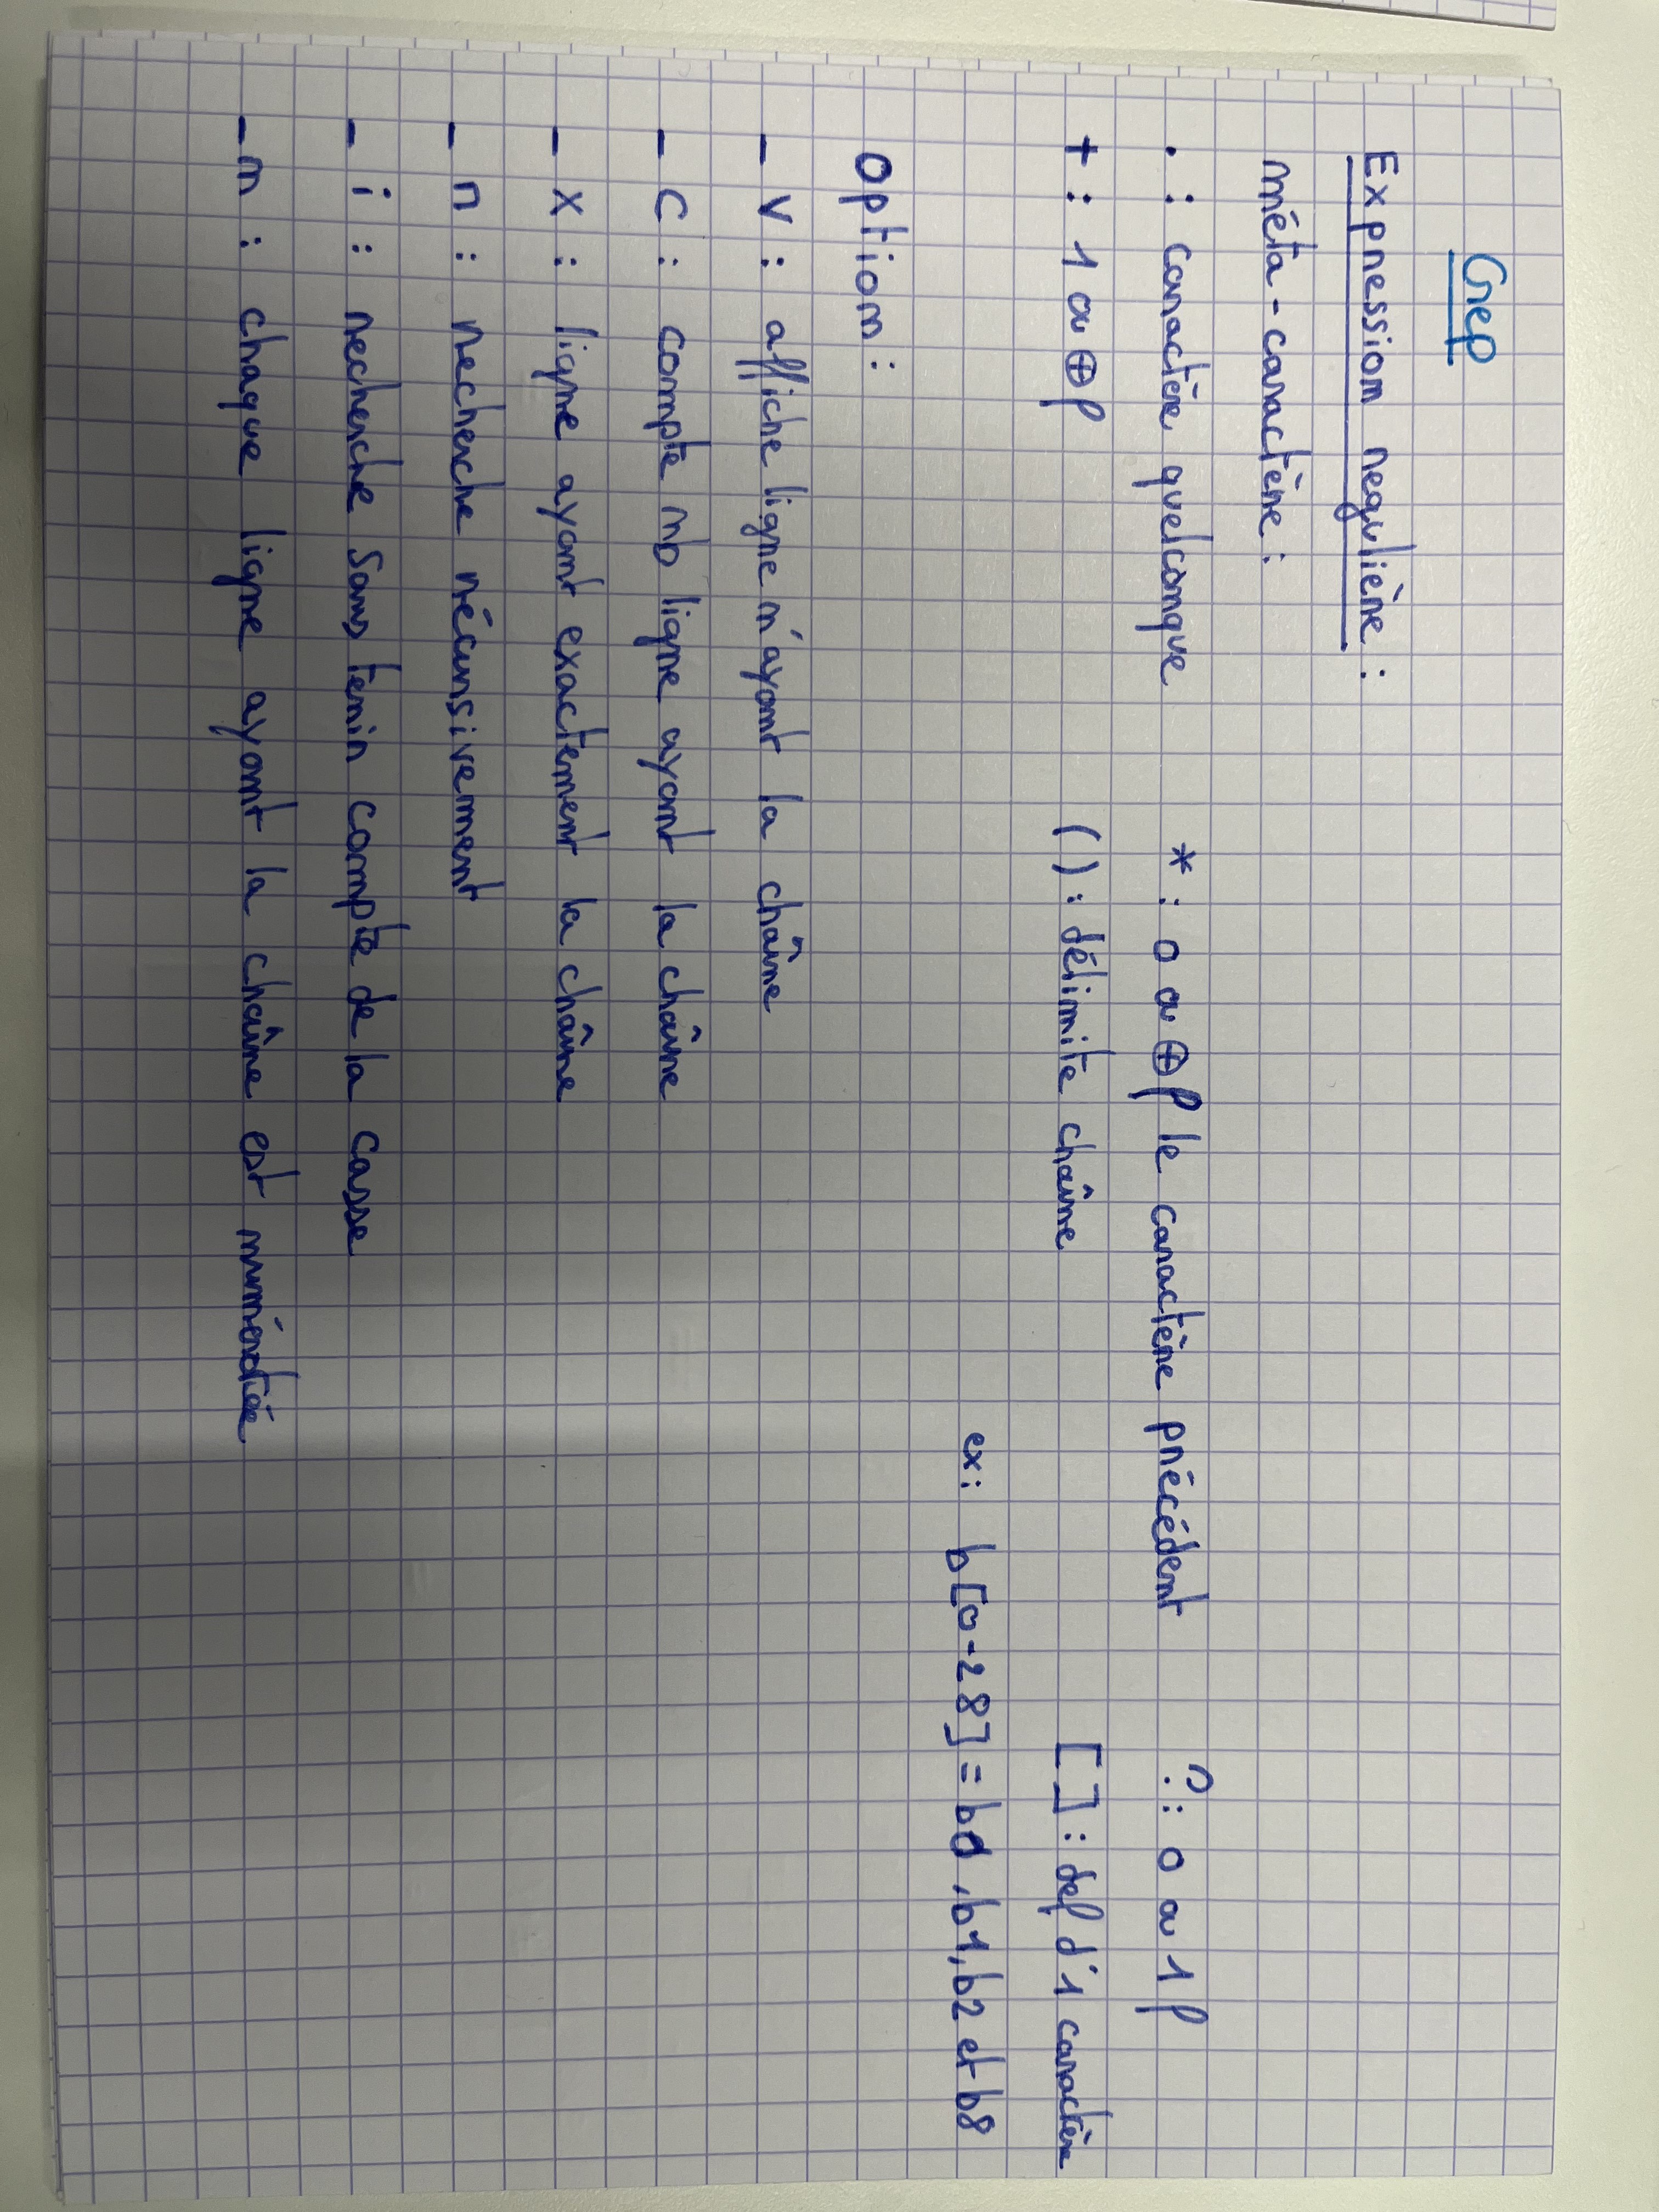 Grep
Expression regulière :
méta-caractère :
. : caractère quelconque * : 0 ou ⊕ f le caractère précédent ? : 0 ou 1 f
+ : 1 ou ⊕ f ( ) : délimite chaîne [ ] : def d'1 caractère
ex : b[0-28] = b0, b1, b2 et b8
Option :
- v : affiche ligne n'ayant la chaîne
- c : compte nb ligne ayant la chaîne
- x : ligne ayant exactement la chaîne
- r : recherche récursivement
- i : recherche sans tenir compte de la casse
- n : chaque ligne ayant la chaîne est numérotée